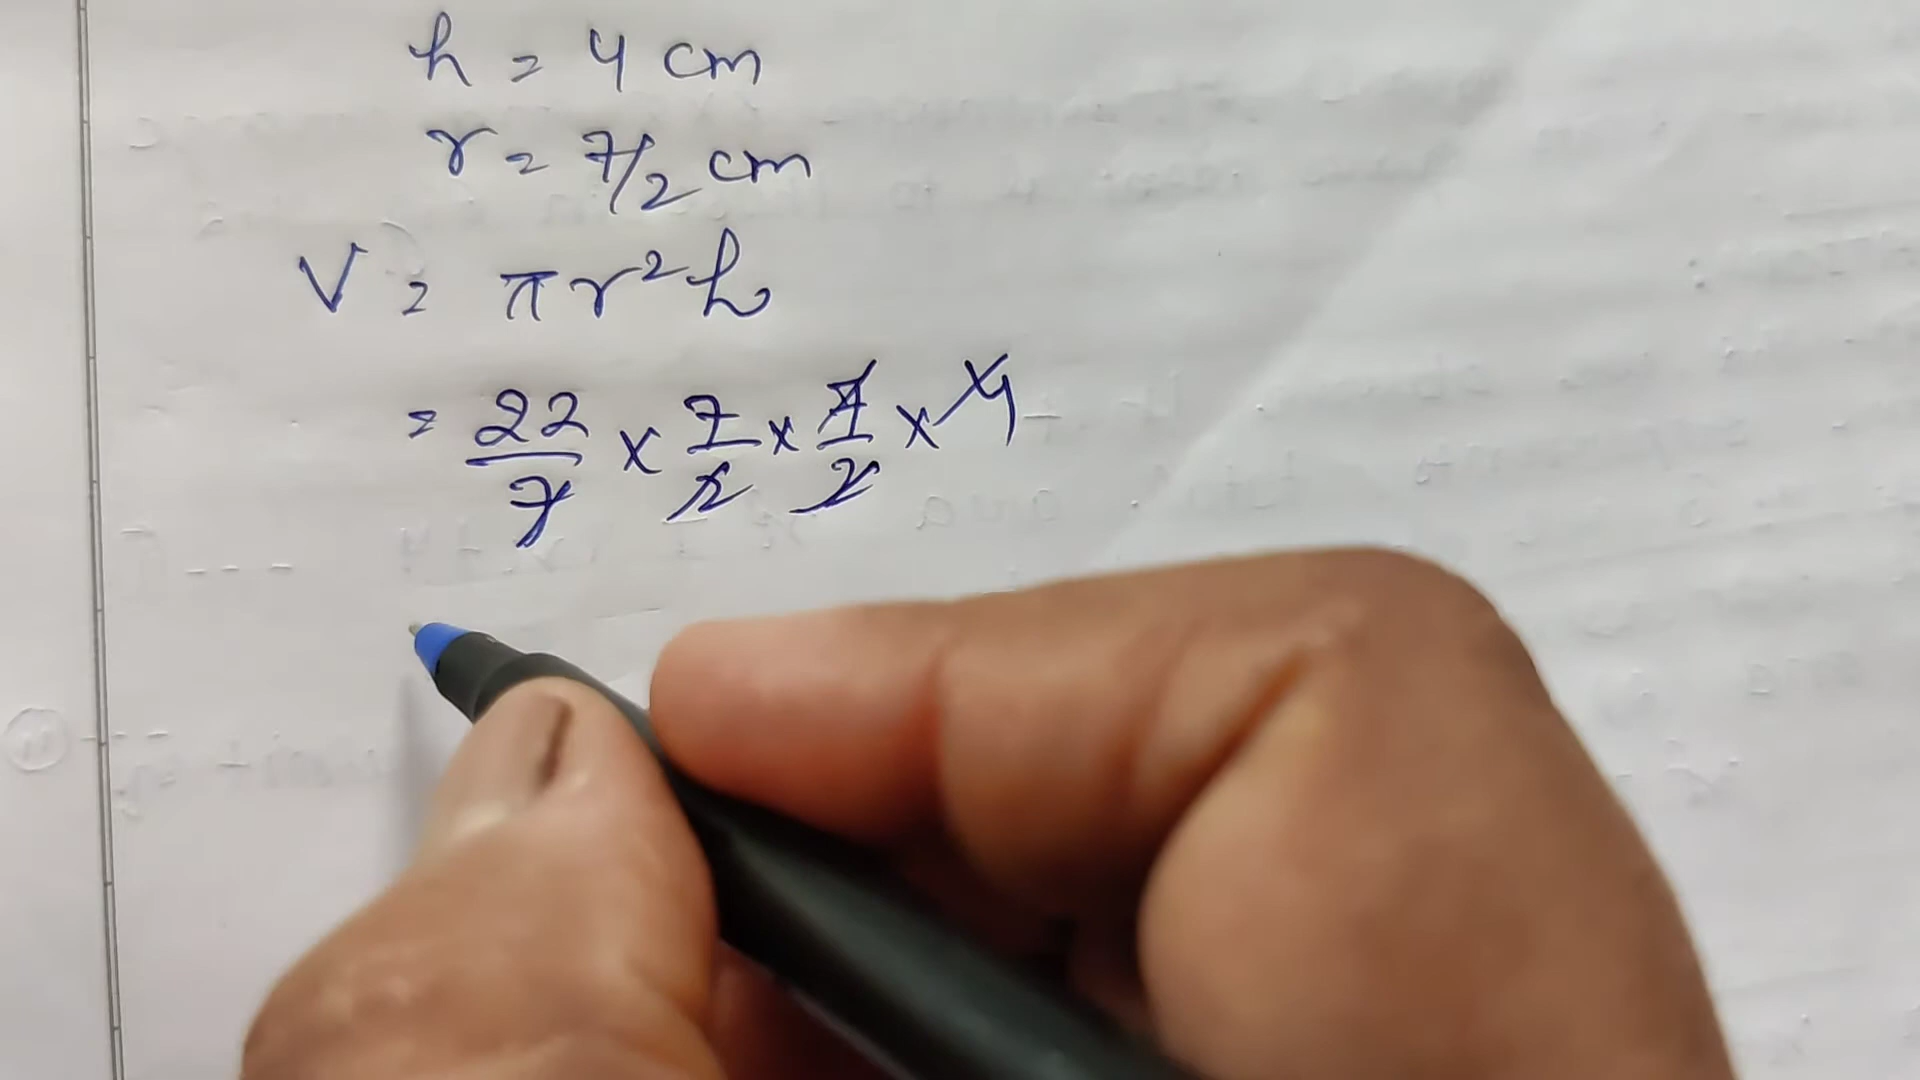 h = 4 cm
r = 7/2 cm
V = πr²h
= 22/7 × 7/2 × 7/2 × 4